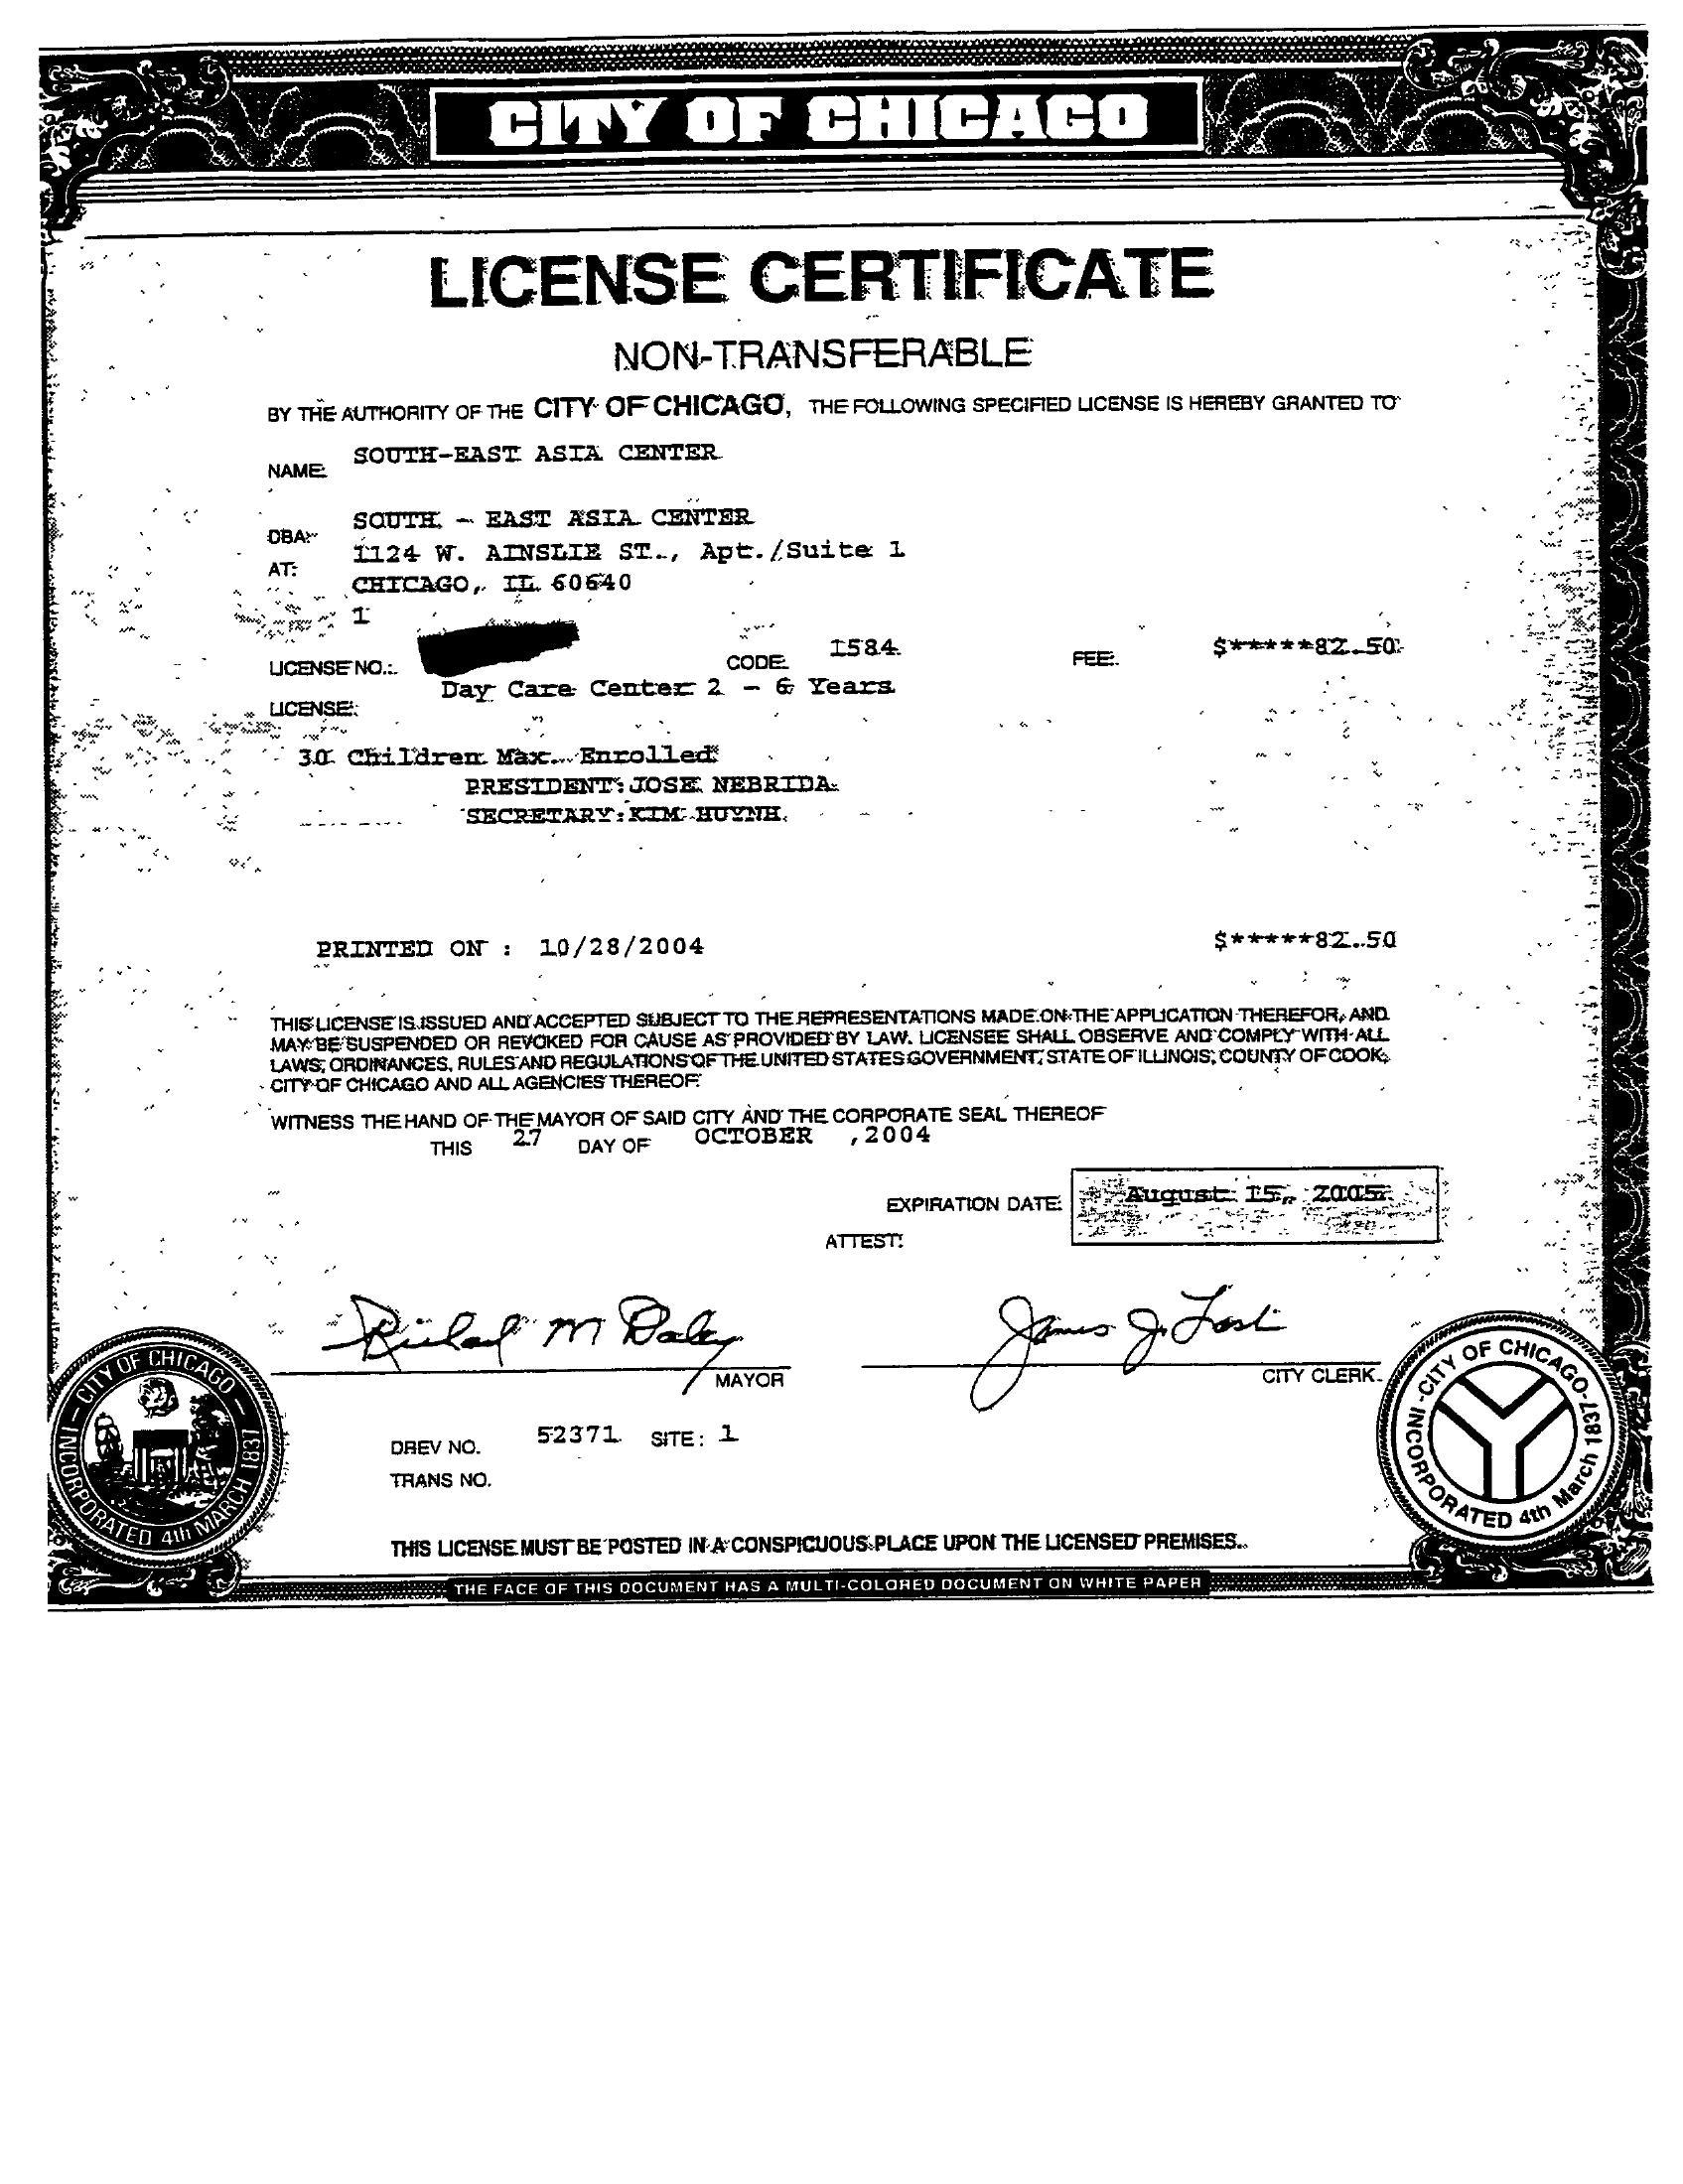 CITY OF CHICAGO
LICENSE CERTIFICATE
NON-TRANSFERABLE
BY THE AUTHORITY OF THE CITY OF CHICAGO, THE FOLLOWING SPECIFIED LICENSE IS HEREBY GRANTED TO
NAME: SOUTH-EAST ASIA CENTER
DBA: SOUTH - EAST ASIA CENTER
AT: 1124 W. AINSLIE ST., Apt./Suite 1
CHICAGO, IL 60640
1
LICENSE NO.: CODE: 1584 FEE: $*****82.50
LICENSE: Day Care Center 2 - 6 Years
30 Children Max. Enrolled
PRESIDENT: JOSE NEBRIDA
SECRETARY: KIM HUYNH
PRINTED ON : 10/28/2004 $*****82.50
THIS LICENSE IS ISSUED AND ACCEPTED SUBJECT TO THE REPRESENTATIONS MADE ON THE APPLICATION THEREFOR, AND
MAY BE SUSPENDED OR REVOKED FOR CAUSE AS PROVIDED BY LAW. LICENSEE SHALL OBSERVE AND COMPLY WITH ALL
LAWS, ORDINANCES, RULES AND REGULATIONS OF THE UNITED STATES GOVERNMENT, STATE OF ILLINOIS, COUNTY OF COOK,
CITY OF CHICAGO AND ALL AGENCIES THEREOF.
WITNESS THE HAND OF THE MAYOR OF SAID CITY AND THE CORPORATE SEAL THEREOF
THIS 27 DAY OF OCTOBER , 2004
EXPIRATION DATE: August 15, 2005
ATTEST:
Richard M Daley
MAYOR
James J. Laski
CITY CLERK
DREV NO. 52371 SITE: 1
TRANS NO.
INCORPORATED 4th MARCH 1837 - CITY OF CHICAGO -
INCORPORATED 4th March 1837 - CITY OF CHICAGO -
THIS LICENSE MUST BE POSTED IN A CONSPICUOUS PLACE UPON THE LICENSED PREMISES.
THE FACE OF THIS DOCUMENT HAS A MULTI-COLORED DOCUMENT ON WHITE PAPER